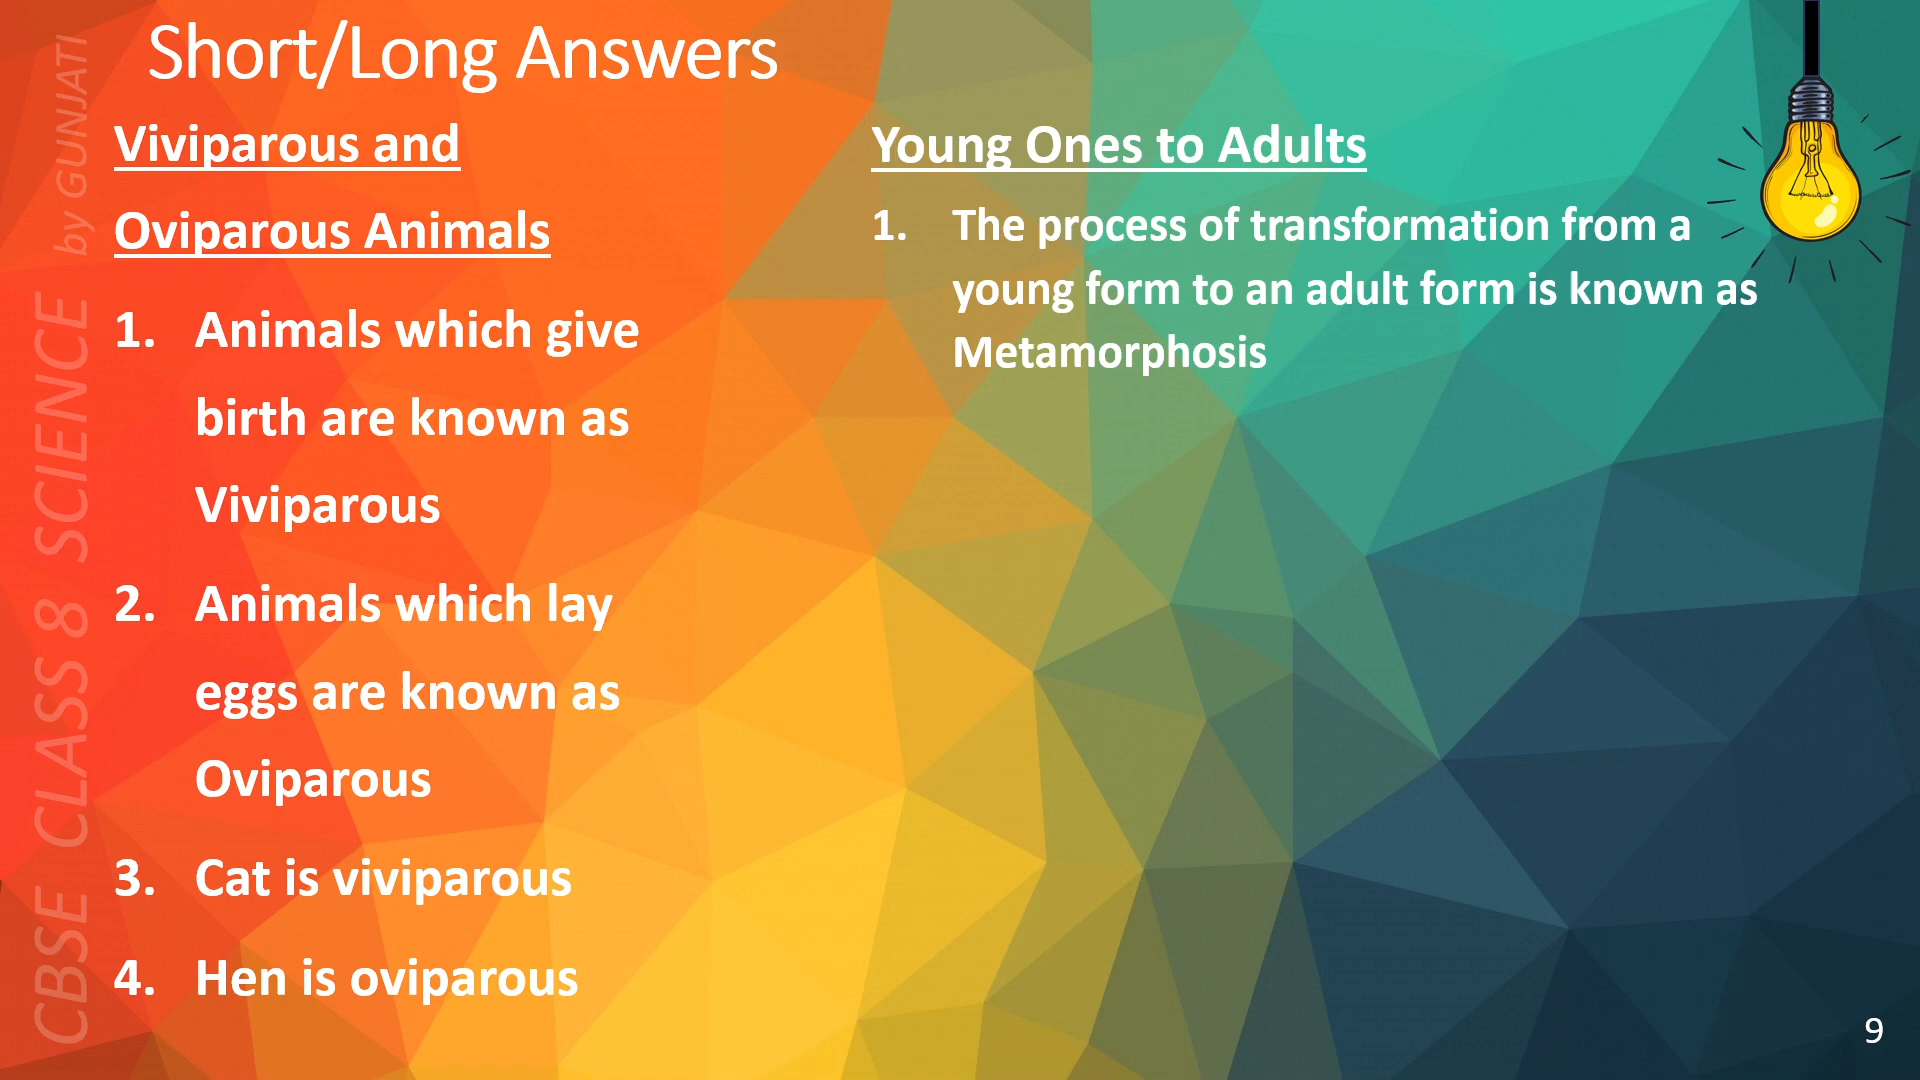 Short/Long Answers
Viviparous and
Oviparous Animals
1. Animals which give
birth are known as
Viviparous
2. Animals which lay
eggs are known as
Oviparous
3. Cat is viviparous
4. Hen is oviparous
Young Ones to Adults
1. The process of transformation from a
young form to an adult form is known as
Metamorphosis
CBSE CLASS 8 SCIENCE by GUNJATI
9